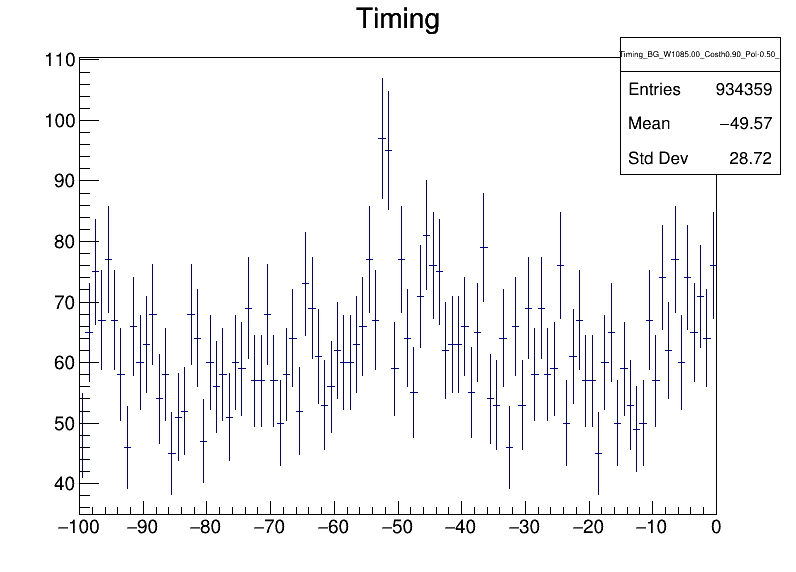 Timing
Timing_BG_W1085.00_Costh0.90_Pol-0.50_
Entries 934359
Mean −49.57
Std Dev 28.72
110
100
90
80
70
60
50
40
−100 −90 −80 −70 −60 −50 −40 −30 −20 −10 0